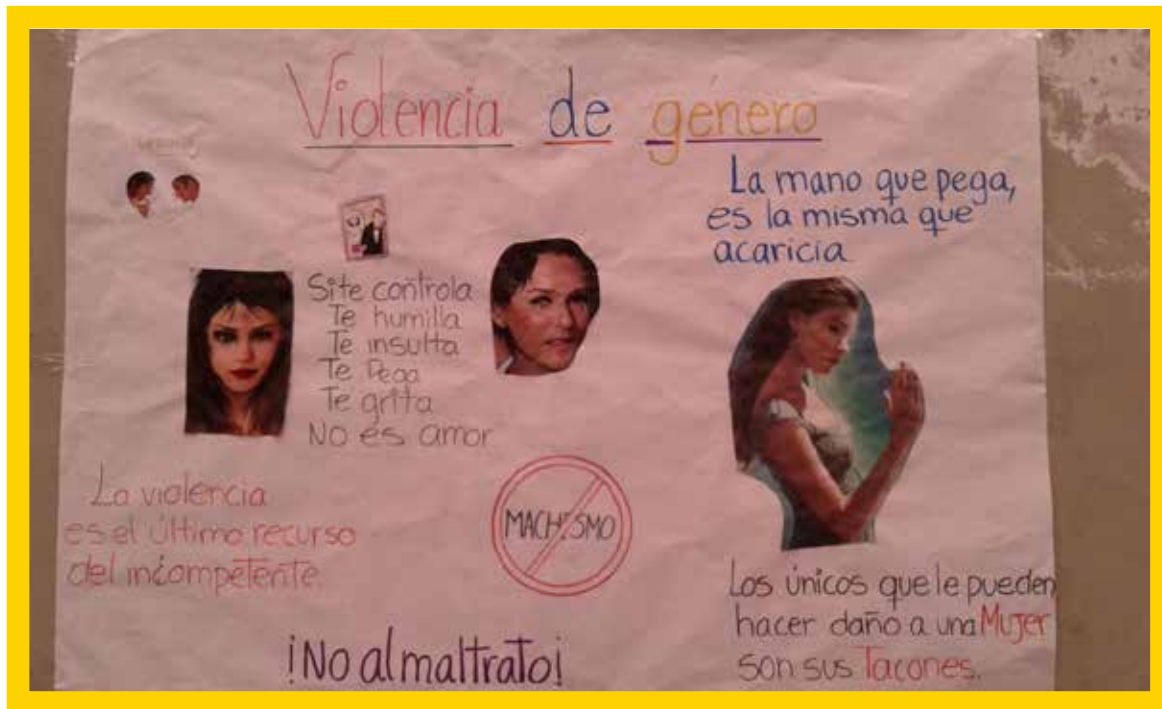 Violencia de género
La mano que pega,
es la misma que
acaricia
Si te controla
Te humilla
Te insulta
Te Pega
Te grita
No es amor
La violencia
es el último recurso
del incompetente.
MACHISMO
Los únicos que le pueden
hacer daño a una Mujer
son sus Tacones.
¡No al maltrato!